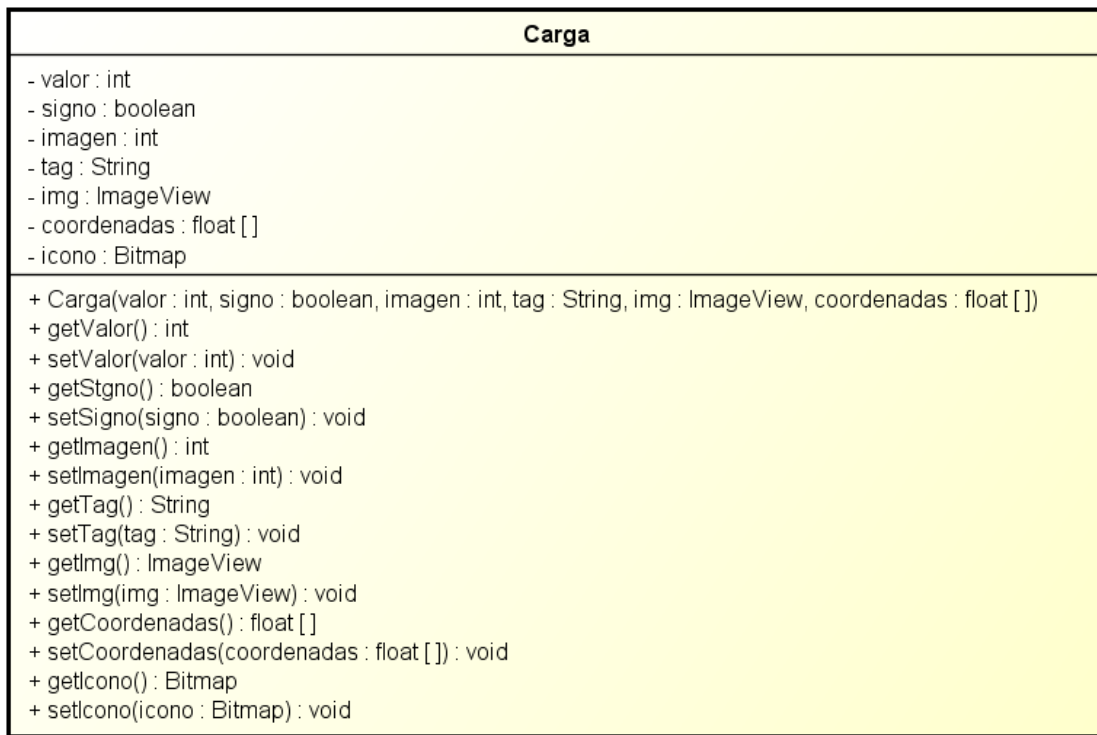 Carga
- valor : int
- signo : boolean
- imagen : int
- tag : String
- img : ImageView
- coordenadas : float [ ]
- icono : Bitmap
+ Carga(valor : int, signo : boolean, imagen : int, tag : String, img : ImageView, coordenadas : float [ ])
+ getValor() : int
+ setValor(valor : int) : void
+ getStgno() : boolean
+ setSigno(signo : boolean) : void
+ getImagen() : int
+ setImagen(imagen : int) : void
+ getTag() : String
+ setTag(tag : String) : void
+ getImg() : ImageView
+ setImg(img : ImageView) : void
+ getCoordenadas() : float [ ]
+ setCoordenadas(coordenadas : float [ ]) : void
+ getIcono() : Bitmap
+ setIcono(icono : Bitmap) : void